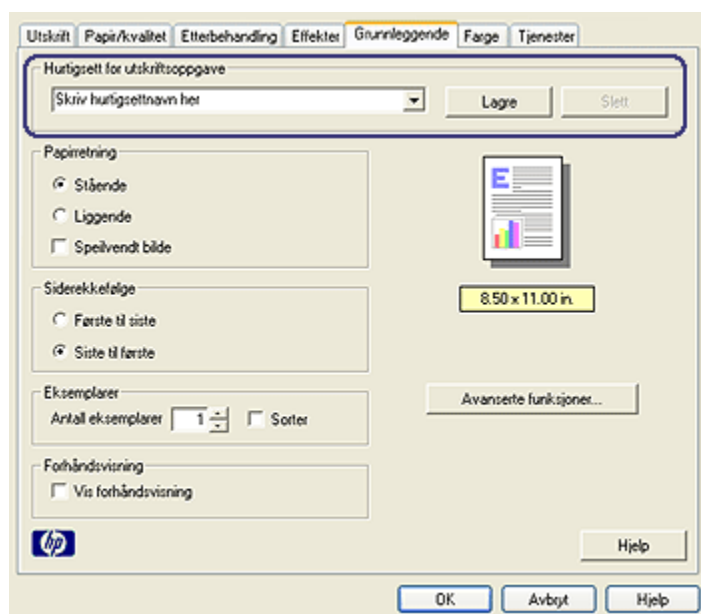 Utskrift Papir/kvalitet Etterbehandling Effekter Grunnleggende Farge Tjenester
Hurtigsett for utskriftsoppgave
Skriv hurtigsettnavn her Lagre Slett
Papirretning
Stående
Liggende
Speilvendt bilde
E
8.50 x 11.00 in.
Siderekkefølge
Første til siste
Siste til første
Eksemplarer
Antall eksemplarer 1 Sorter
Avanserte funksjoner...
Forhåndsvisning
Vis forhåndsvisning
hp
Hjelp
OK Avbryt Hjelp